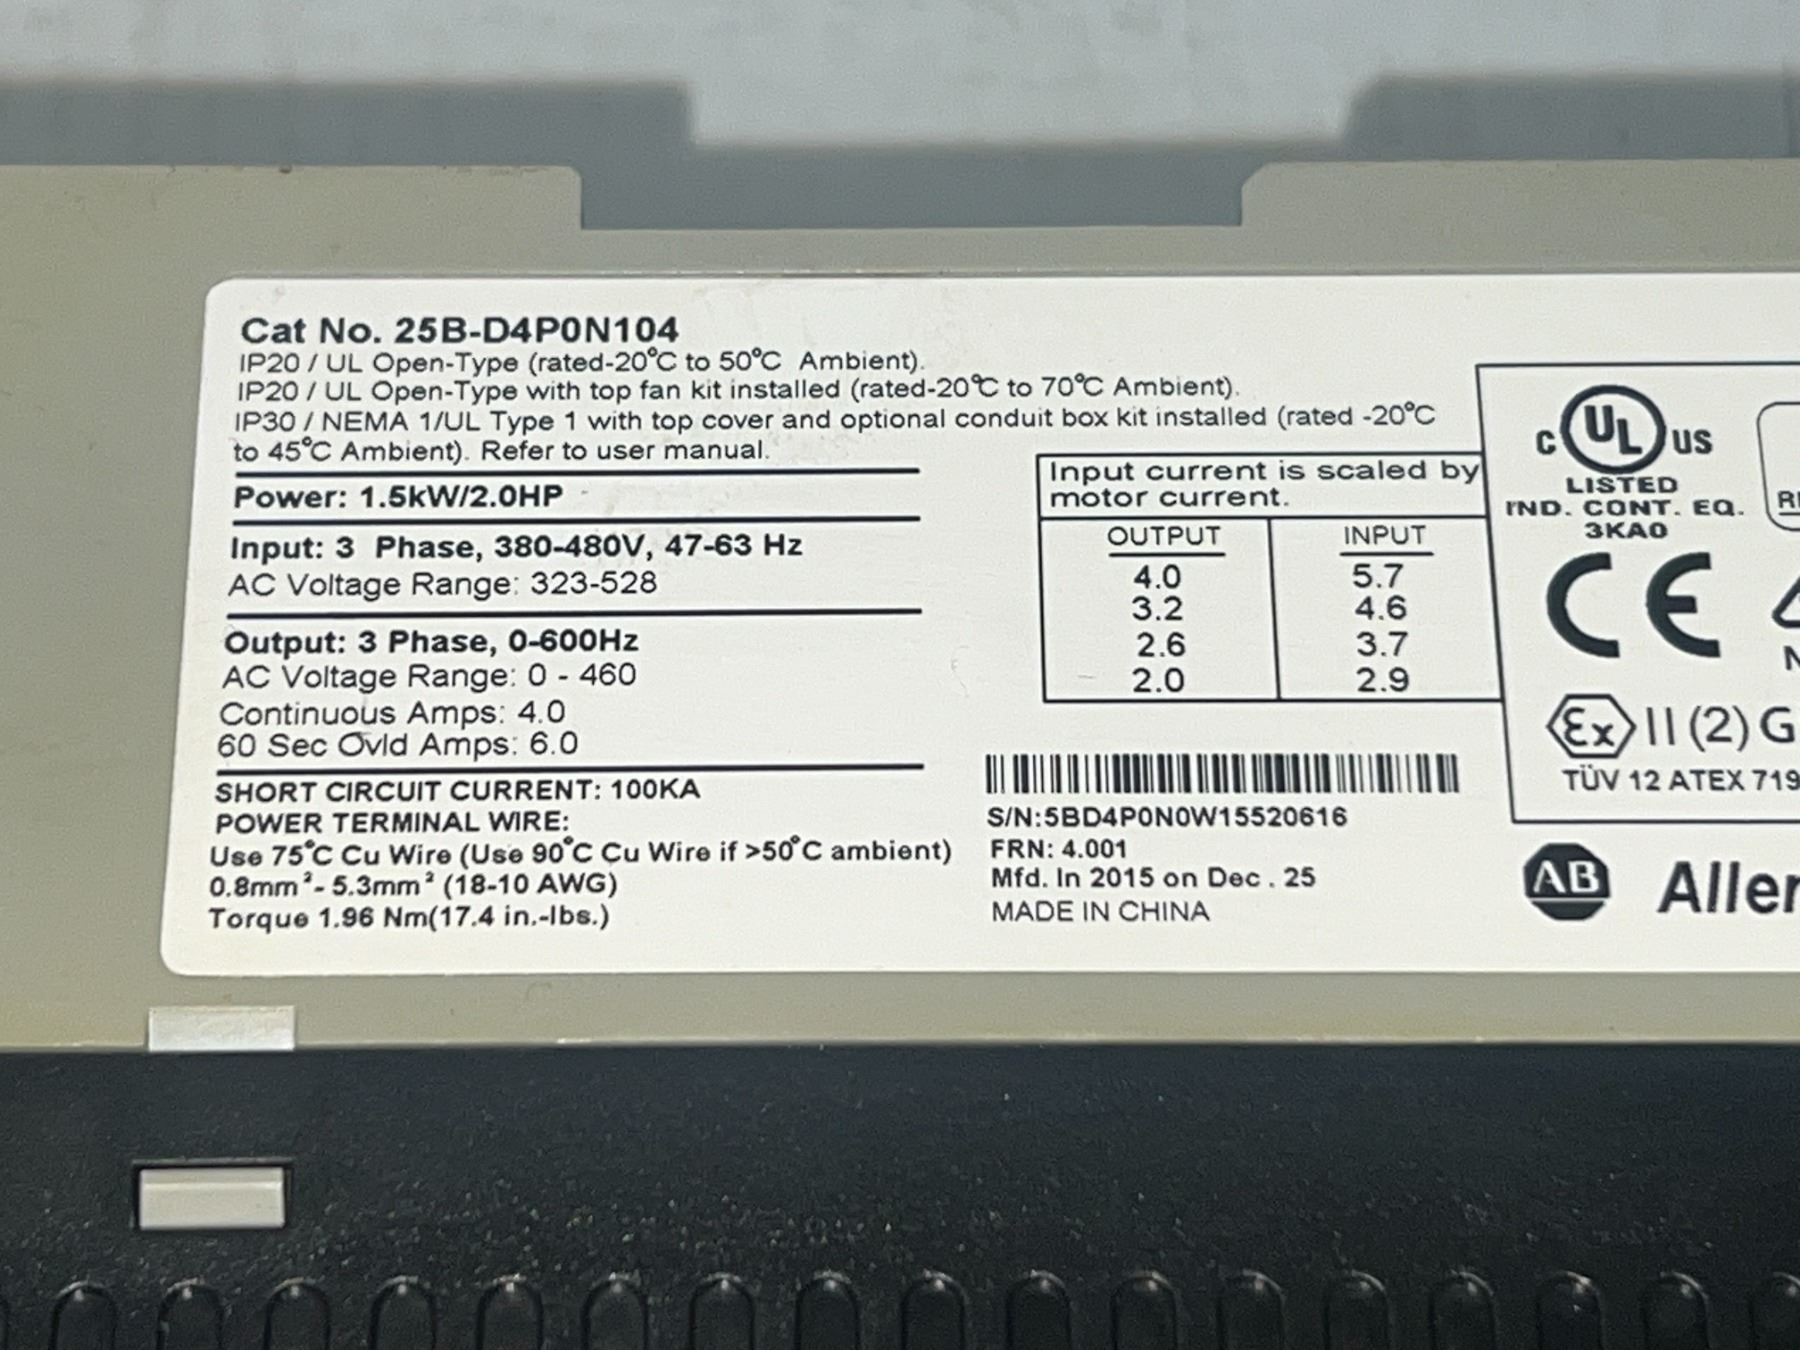 Cat No. 25B-D4P0N104
IP20 / UL Open-Type (rated-20°C to 50°C Ambient).
IP20 / UL Open-Type with top fan kit installed (rated-20°C to 70°C Ambient).
IP30 / NEMA 1/UL Type 1 with top cover and optional conduit box kit installed (rated -20°C
to 45°C Ambient). Refer to user manual.
Power: 1.5kW/2.0HP
Input: 3 Phase, 380-480V, 47-63 Hz
AC Voltage Range: 323-528
Output: 3 Phase, 0-600Hz
AC Voltage Range: 0 - 460
Continuous Amps: 4.0
60 Sec Ovld Amps: 6.0
SHORT CIRCUIT CURRENT: 100KA
POWER TERMINAL WIRE:
Use 75°C Cu Wire (Use 90°C Cu Wire if >50°C ambient)
0.8mm²- 5.3mm² (18-10 AWG)
Torque 1.96 Nm(17.4 in.-lbs.)
Input current is scaled by
motor current.
OUTPUT INPUT
4.0 5.7
3.2 4.6
2.6 3.7
2.0 2.9
S/N:5BD4P0N0W15520616
FRN: 4.001
Mfd. In 2015 on Dec . 25
MADE IN CHINA
C UL US
LISTED
IND. CONT. EQ.
3KA0
CE
Ex II (2) G
TÜV 12 ATEX 719
AB Aller